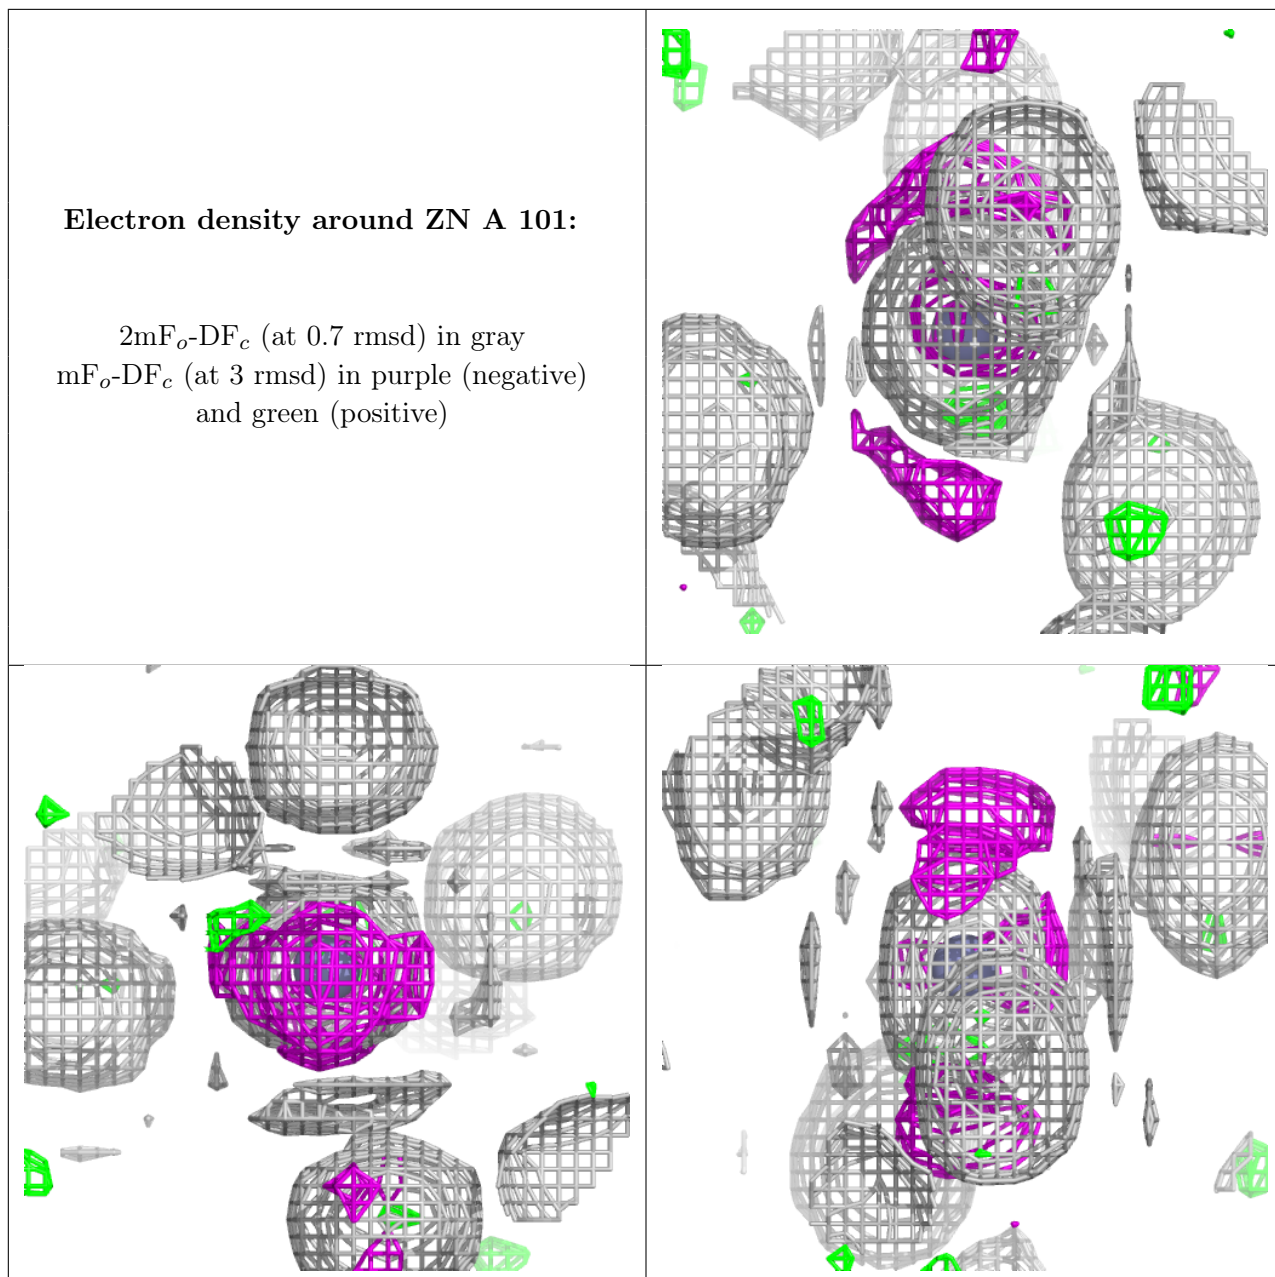 Electron density around ZN A 101:
2mFo-DFc (at 0.7 rmsd) in gray
mFo-DFc (at 3 rmsd) in purple (negative)
and green (positive)